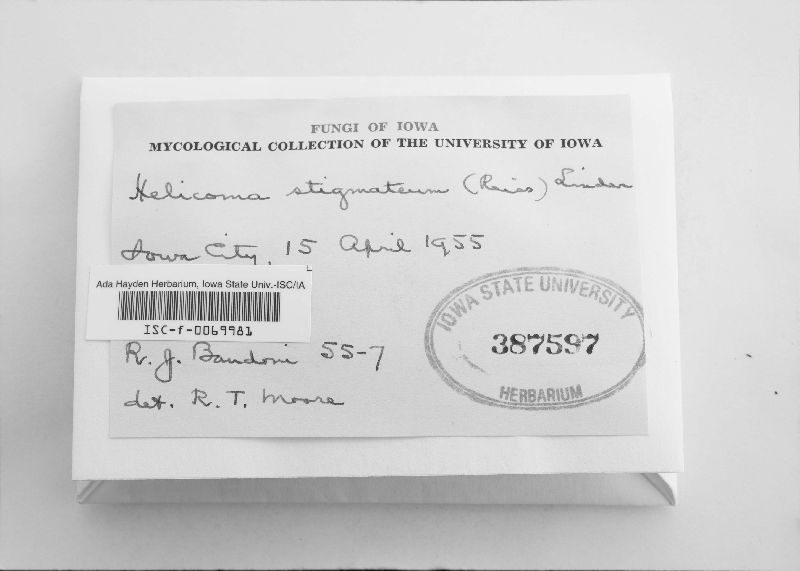 FUNGI OF IOWA
MYCOLOGICAL COLLECTION OF THE UNIVERSITY OF IOWA
Helicoma stigmateum (Reiss) Linder
Iowa City, 15 April 1955
Ada Hayden Herbarium, Iowa State Univ.-ISC/IA
ISC-f-0069981
R. J. Bandoni 55-7
det. R. T. Moore
IOWA STATE UNIVERSITY
387597
HERBARIUM